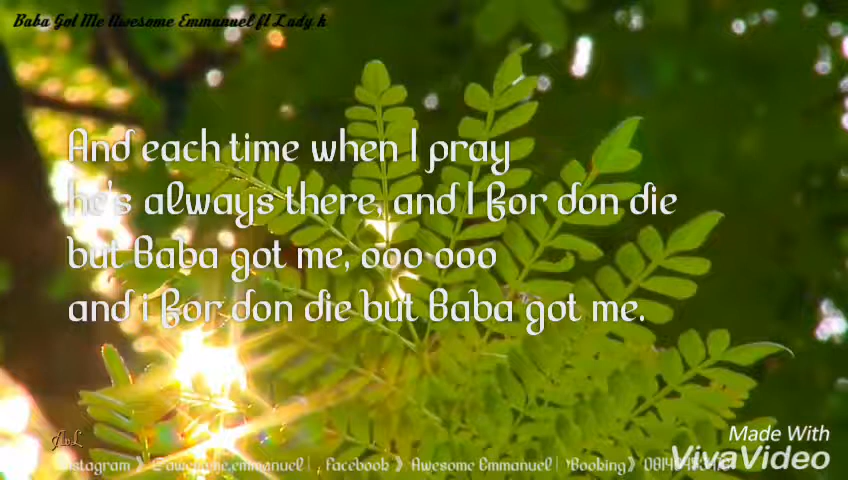 Baba Got Me Awesome Emmanuel ft Lady k
And each time when I pray
he's always there, and I for don die
but Baba got me, ooo ooo
and i for don die but Baba got me.
Made With
VivaVideo
Instagram 》@awesome.emmanuel | Facebook 》Awesome Emmanuel | Booking》